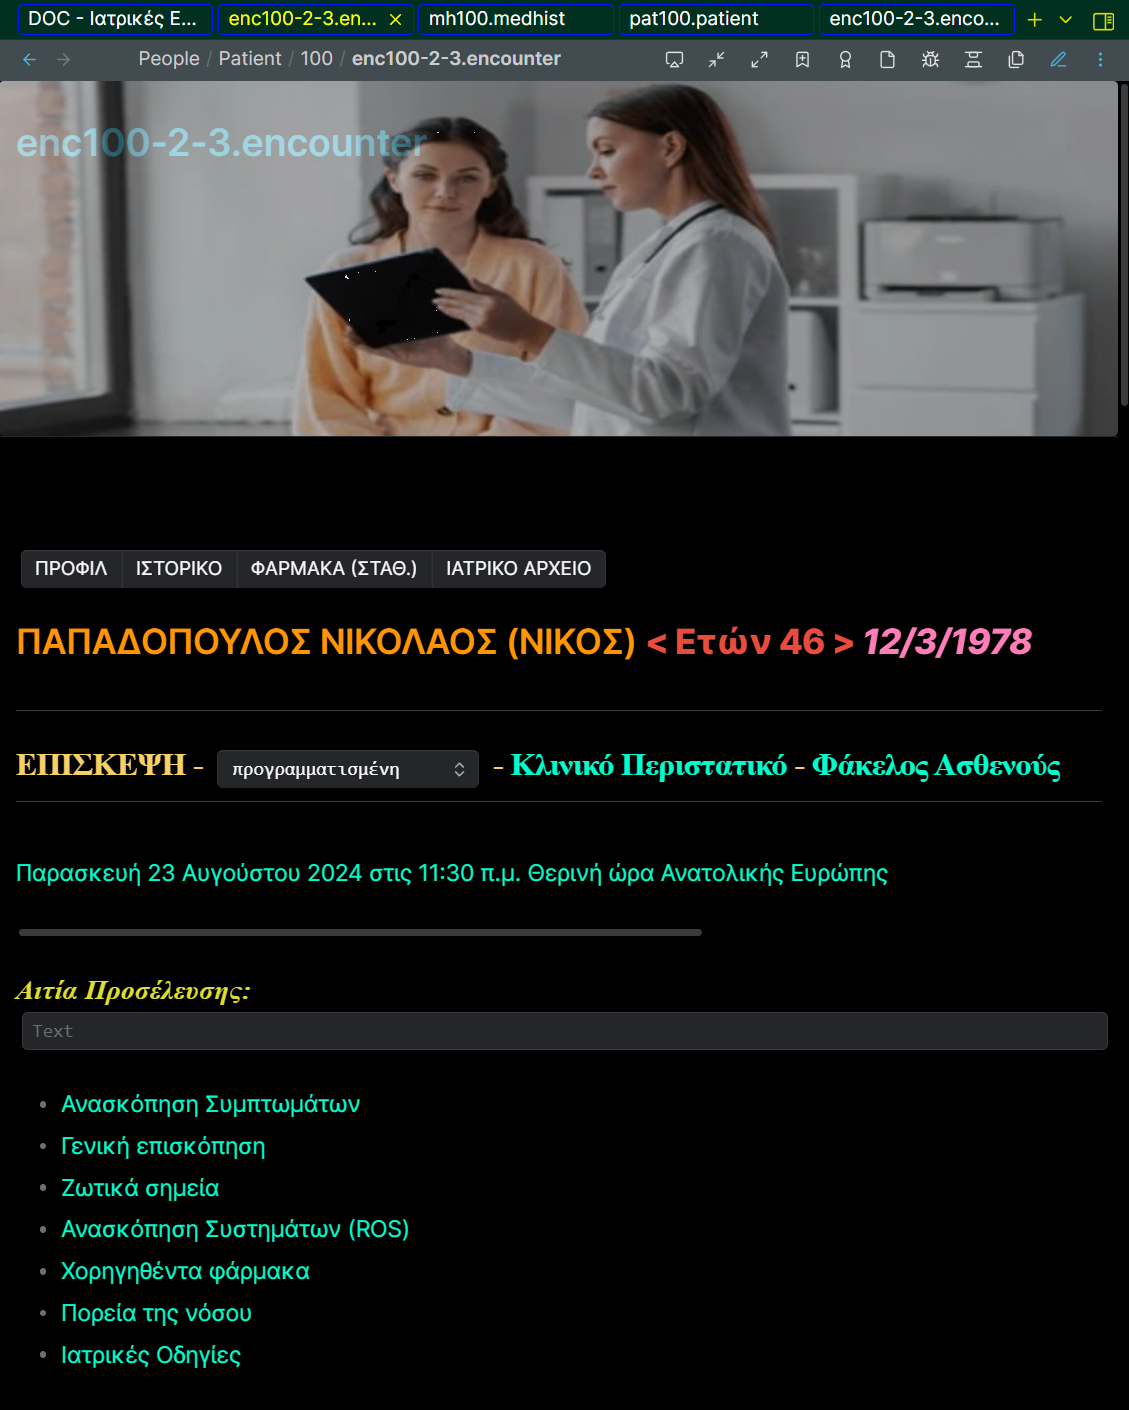 DOC - Ιατρικές Ε...
enc100-2-3.en...
mh100.medhist
pat100.patient
enc100-2-3.enco...
People / Patient / 100 / enc100-2-3.encounter
enc100-2-3.encounter
ΠΡΟΦΙΛ ΙΣΤΟΡΙΚΟ ΦΑΡΜΑΚΑ (ΣΤΑΘ.) ΙΑΤΡΙΚΟ ΑΡΧΕΙΟ
ΠΑΠΑΔΟΠΟΥΛΟΣ ΝΙΚΟΛΑΟΣ (ΝΙΚΟΣ) < Ετών 46 > 12/3/1978
ΕΠΙΣΚΕΨΗ - προγραμματισμένη - Κλινικό Περιστατικό - Φάκελος Ασθενούς
Παρασκευή 23 Αυγούστου 2024 στις 11:30 π.μ. Θερινή ώρα Ανατολικής Ευρώπης
Αιτία Προσέλευσης:
Text
Ανασκόπηση Συμπτωμάτων
Γενική επισκόπηση
Ζωτικά σημεία
Ανασκόπηση Συστημάτων (ROS)
Χορηγηθέντα φάρμακα
Πορεία της νόσου
Ιατρικές Οδηγίες